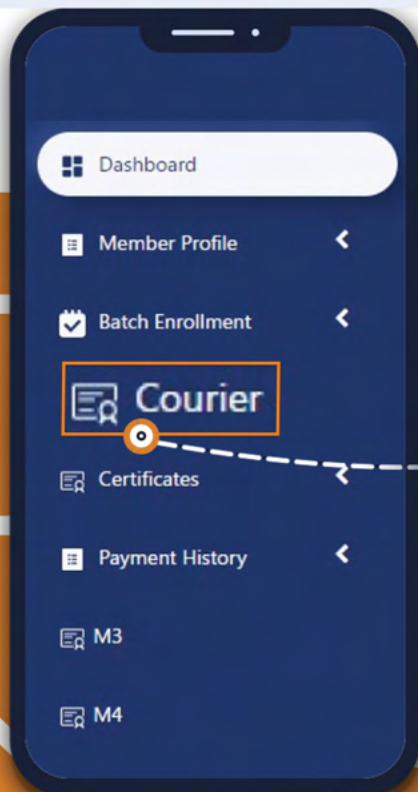 Dashboard
Member Profile
Batch Enrollment
Courier
Certificates
Payment History
M3
M4